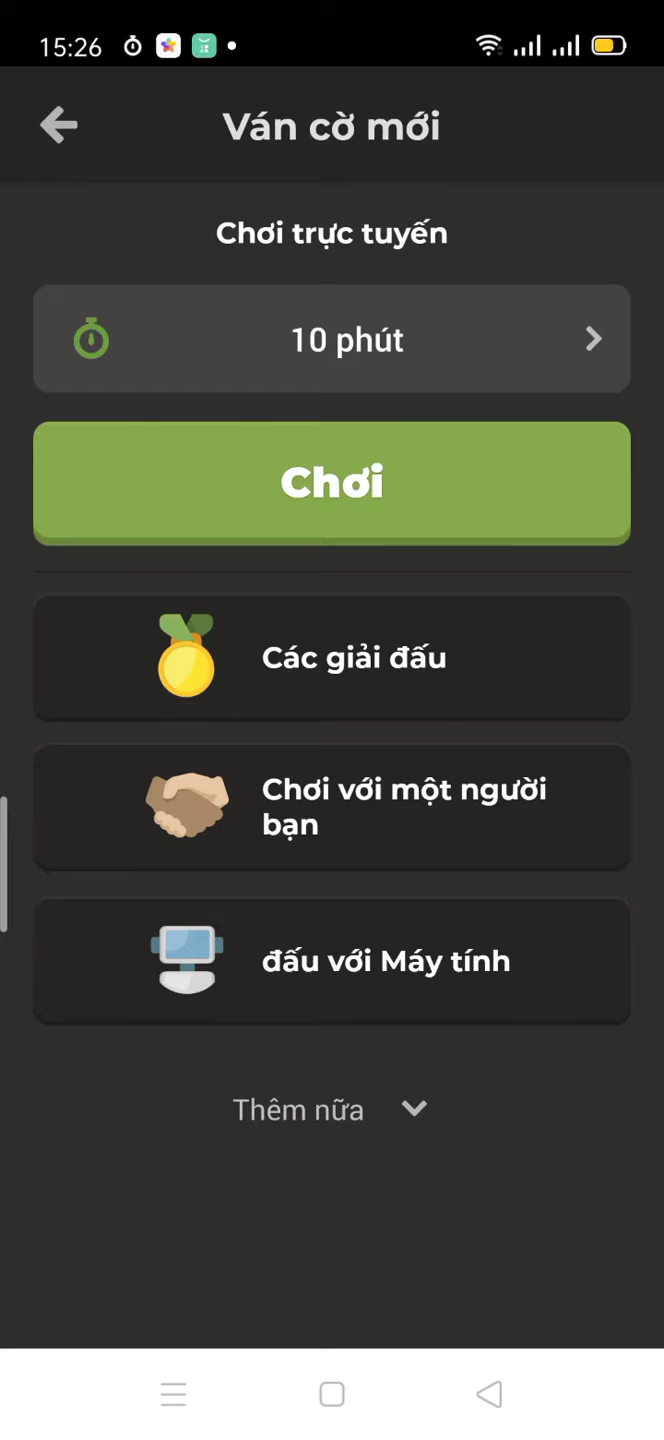 15:26
Ván cờ mới
Chơi trực tuyến
10 phút
Chơi
Các giải đấu
Chơi với một người
bạn
đấu với Máy tính
Thêm nữa